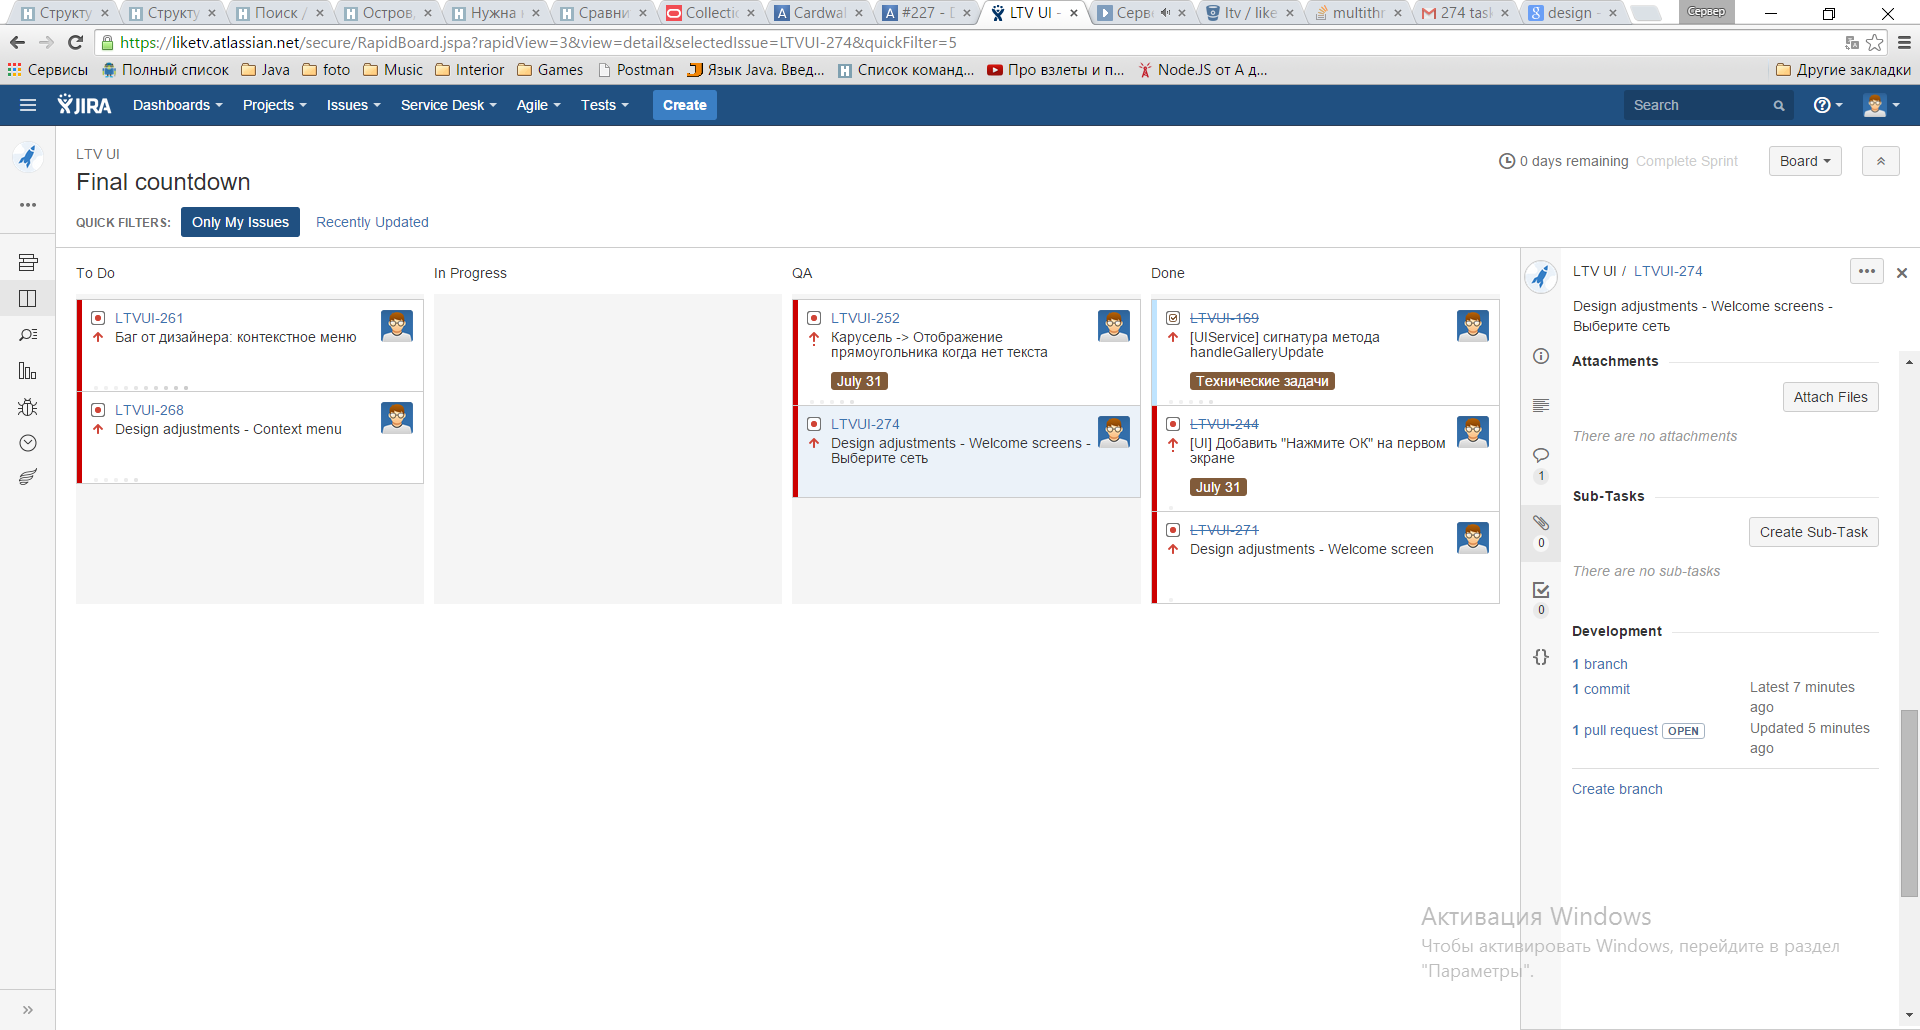 Структу
Структу
Поиск /
Остров,
Нужна
Сравни
Collectio
Cardwal
#227 - D
LTV UI -
Серв
ltv / like
multithr
274 task
design -
Сервер
https://liketv.atlassian.net/secure/RapidBoard.jspa?rapidView=3&view=detail&selectedIssue=LTVUI-274&quickFilter=5
Сервисы
Полный список
Java
foto
Music
Interior
Games
Postman
Язык Java. Введ...
Список команд...
Про взлеты и п...
Node.JS от А д...
Другие закладки
JIRA
Dashboards
Projects
Issues
Service Desk
Agile
Tests
Create
Search
LTV UI
Final countdown
0 days remaining Complete Sprint
Board
QUICK FILTERS: Only My Issues Recently Updated
To Do
LTVUI-261
Баг от дизайнера: контекстное меню
LTVUI-268
Design adjustments - Context menu
In Progress
QA
LTVUI-252
Карусель -> Отображение
прямоугольника когда нет текста
July 31
LTVUI-274
Design adjustments - Welcome screens -
Выберите сеть
Done
LTVUI-169
[UIService] сигнатура метода
handleGalleryUpdate
Технические задачи
LTVUI-244
[UI] Добавить "Нажмите ОК" на первом
экране
July 31
LTVUI-271
Design adjustments - Welcome screen
1
0
0
LTV UI / LTVUI-274
Design adjustments - Welcome screens -
Выберите сеть
Attachments
Attach Files
There are no attachments
Sub-Tasks
Create Sub-Task
There are no sub-tasks
Development
1 branch
1 commit
Latest 7 minutes
ago
1 pull request OPEN
Updated 5 minutes
ago
Create branch
Активация Windows
Чтобы активировать Windows, перейдите в раздел
"Параметры".